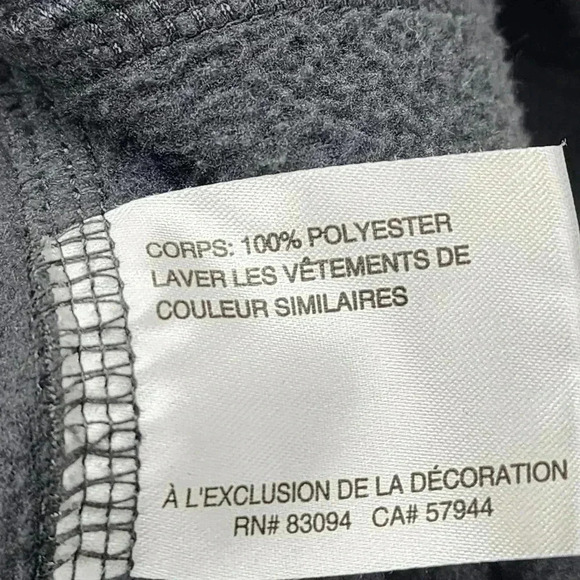 CORPS: 100% POLYESTER
LAVER LES VÊTEMENTS DE
COULEUR SIMILAIRES
À L'EXCLUSION DE LA DÉCORATION
RN# 83094 CA# 57944